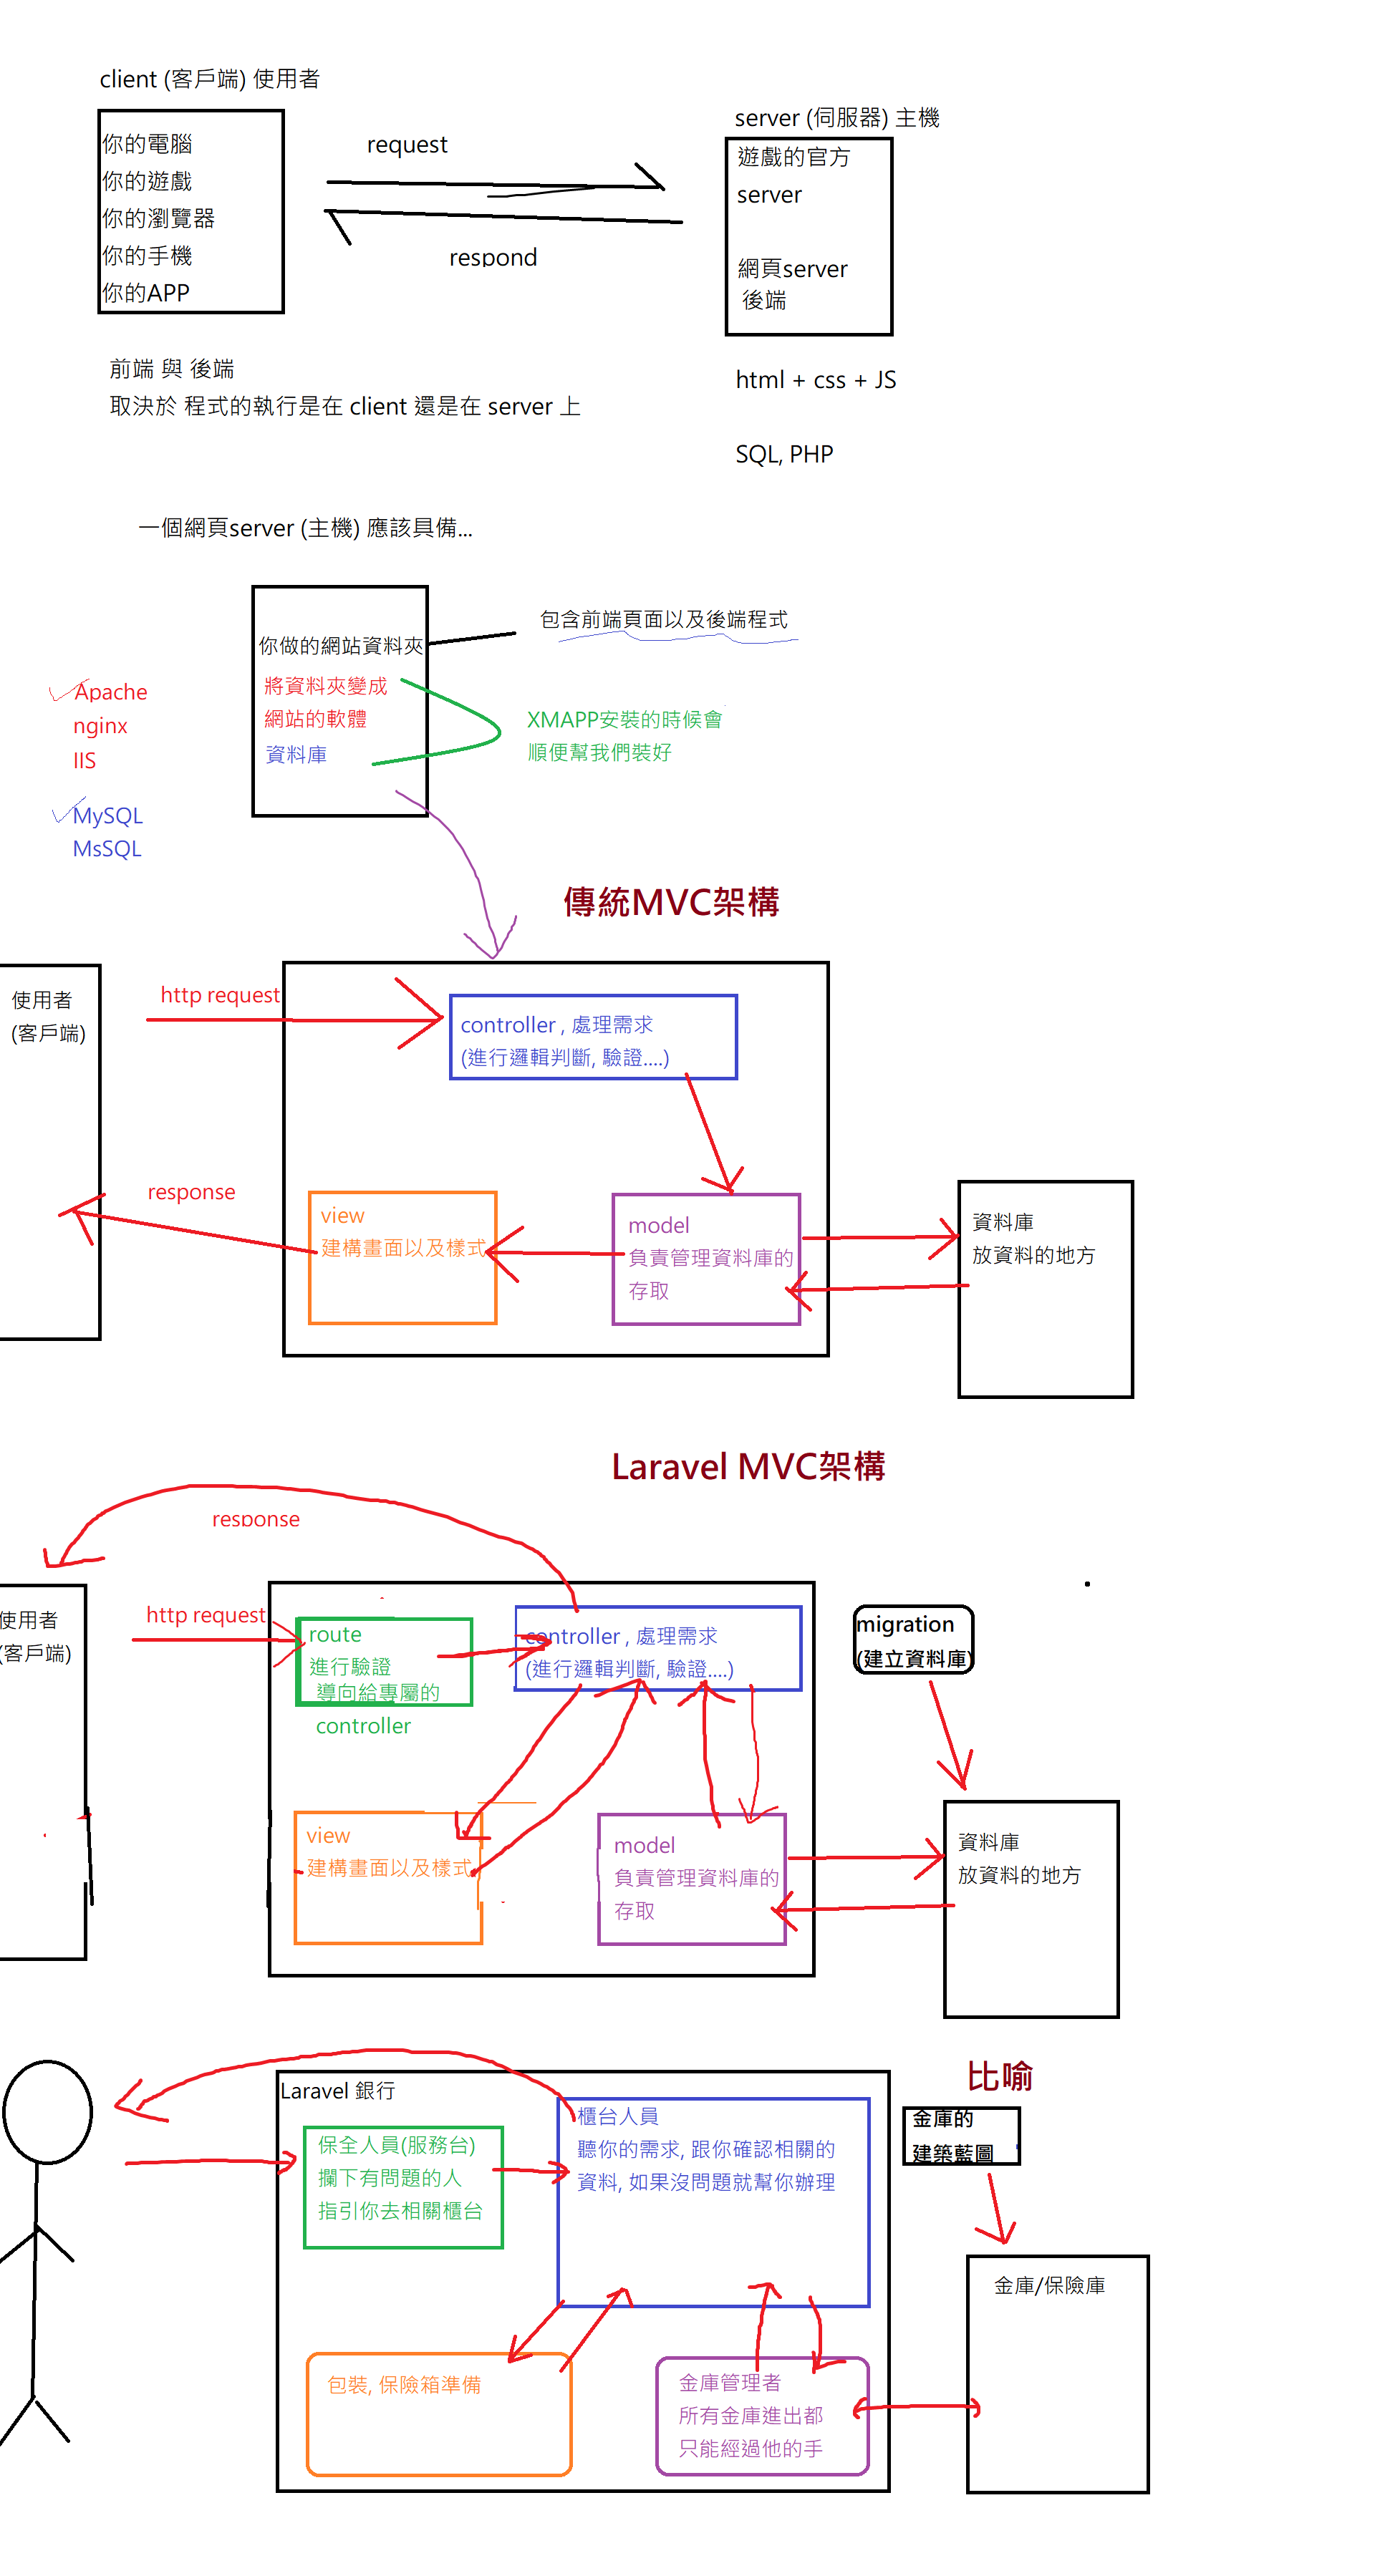 client (客戶端) 使用者
你的電腦
你的遊戲
你的瀏覽器
你的手機
你的APP
request
respond
server (伺服器) 主機
遊戲的官方
server
網頁server
後端
前端 與 後端
取決於 程式的執行是在 client 還是在 server 上
html + css + JS
SQL, PHP
一個網頁server (主機) 應該具備...
你做的網站資料夾
將資料夾變成
網站的軟體
資料庫
包含前端頁面以及後端程式
Apache
nginx
IIS
MySQL
MsSQL
XMAPP安裝的時候會
順便幫我們裝好
傳統MVC架構
使用者
(客戶端)
http request
controller , 處理需求
(進行邏輯判斷, 驗證....)
response
view
建構畫面以及樣式
model
負責管理資料庫的
存取
資料庫
放資料的地方
Laravel MVC架構
response
使用者
(客戶端)
http request
route
進行驗證
導向給專屬的
controller
controller , 處理需求
(進行邏輯判斷, 驗證....)
migration
(建立資料庫)
view
建構畫面以及樣式
model
負責管理資料庫的
存取
資料庫
放資料的地方
比喻
Laravel 銀行
保全人員(服務台)
攔下有問題的人
指引你去相關櫃台
櫃台人員
聽你的需求, 跟你確認相關的
資料, 如果沒問題就幫你辦理
金庫的
建築藍圖
包裝, 保險箱準備
金庫管理者
所有金庫進出都
只能經過他的手
金庫/保險庫